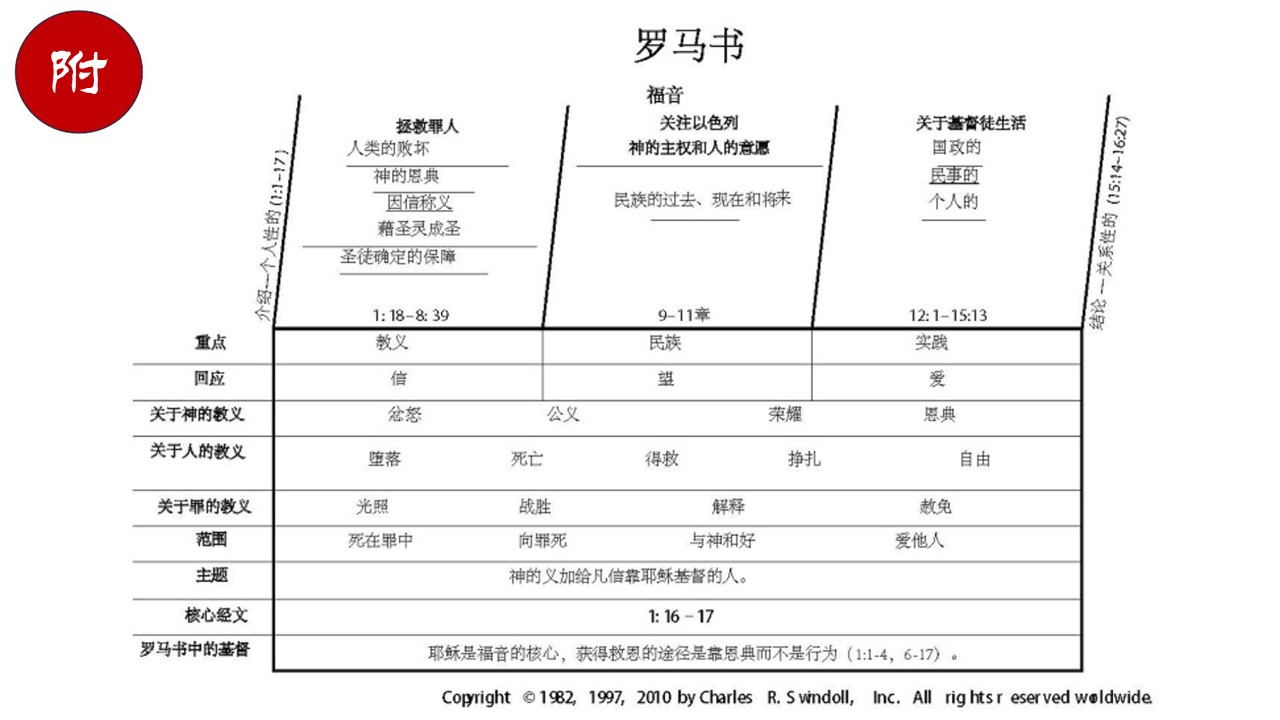 附
罗马书
福音
介绍—个人性的 (1:1-17)
拯救罪人
人类的败坏
神的恩典
因信称义
藉圣灵成圣
圣徒确定的保障
1: 18–8: 39
关注以色列
神的主权和人的意愿
民族的过去、现在和将来
9–11章
关于基督徒生活
国政的
民事的
个人的
12: 1–15:13
结论 — 关系性的 (15:14–16:27)
重点 教义 民族 实践
回应 信 望 爱
关于神的教义 忿怒 公义 荣耀 恩典
关于人的教义 堕落 死亡 得救 挣扎 自由
关于罪的教义 光照 战胜 解释 赦免
范围 死在罪中 向罪死 与神和好 爱他人
主题 神的义加给凡信靠耶稣基督的人。
核心经文 1: 16 – 17
罗马书中的基督 耶稣是福音的核心，获得救恩的途径是靠恩典而不是行为（1:1-4，6-17）。
Copyright © 1982, 1997, 2010 by Charles R. Swindoll, Inc. All rights reserved worldwide.